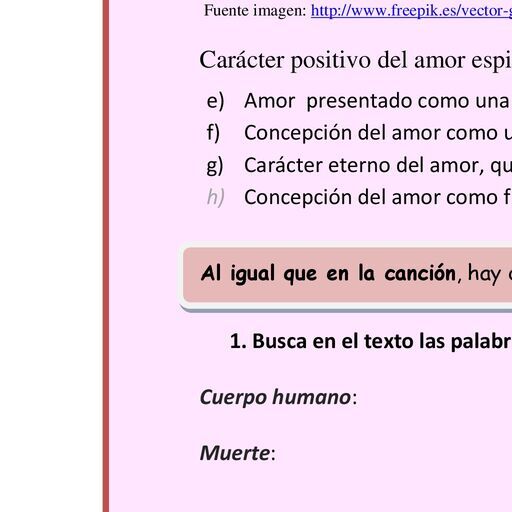 Fuente imagen: http://www.freepik.es/vector-g
Carácter positivo del amor espi
e) Amor presentado como una
f) Concepción del amor como u
g) Carácter eterno del amor, qu
h) Concepción del amor como f
Al igual que en la canción, hay
1. Busca en el texto las palabr
Cuerpo humano:
Muerte: